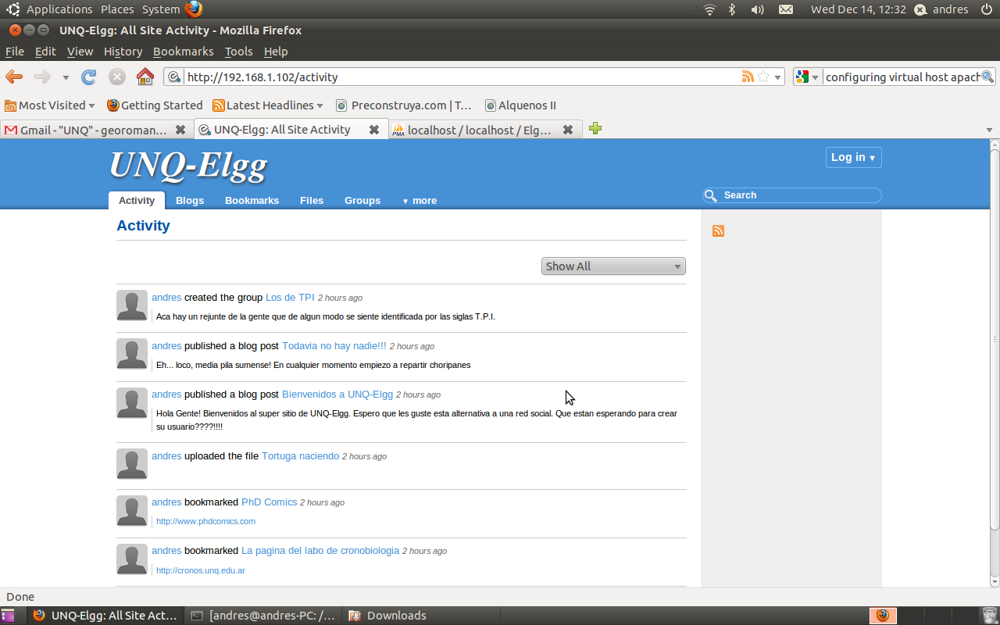 Applications Places System
Wed Dec 14, 12:32 andres
UNQ-Elgg: All Site Activity - Mozilla Firefox
File Edit View History Bookmarks Tools Help
http://192.168.1.102/activity
configuring virtual host apach
Most Visited Getting Started Latest Headlines Preconstruya.com | T... Alquenos II
Gmail - "UNQ" - georoman... UNQ-Elgg: All Site Activity PMA localhost / localhost / Elg...
UNQ-Elgg
Log in ▼
Activity Blogs Bookmarks Files Groups ▼ more
Search
Activity
Show All
andres created the group Los de TPI 2 hours ago
Aca hay un rejunte de la gente que de algun modo se siente identificada por las siglas T.P.I.
andres published a blog post Todavia no hay nadie!!! 2 hours ago
Eh... loco, media pila sumense! En cualquier momento empiezo a repartir choripanes
andres published a blog post Bienvenidos a UNQ-Elgg 2 hours ago
Hola Gente! Bienvenidos al super sitio de UNQ-Elgg. Espero que les guste esta alternativa a una red social. Que estan esperando para crear
su usuario????!!!!
andres uploaded the file Tortuga naciendo 2 hours ago
andres bookmarked PhD Comics 2 hours ago
http://www.phdcomics.com
andres bookmarked La pagina del labo de cronobiologia 2 hours ago
http://cronos.unq.edu.ar
Done
UNQ-Elgg: All Site Act... [andres@andres-PC: /... Downloads